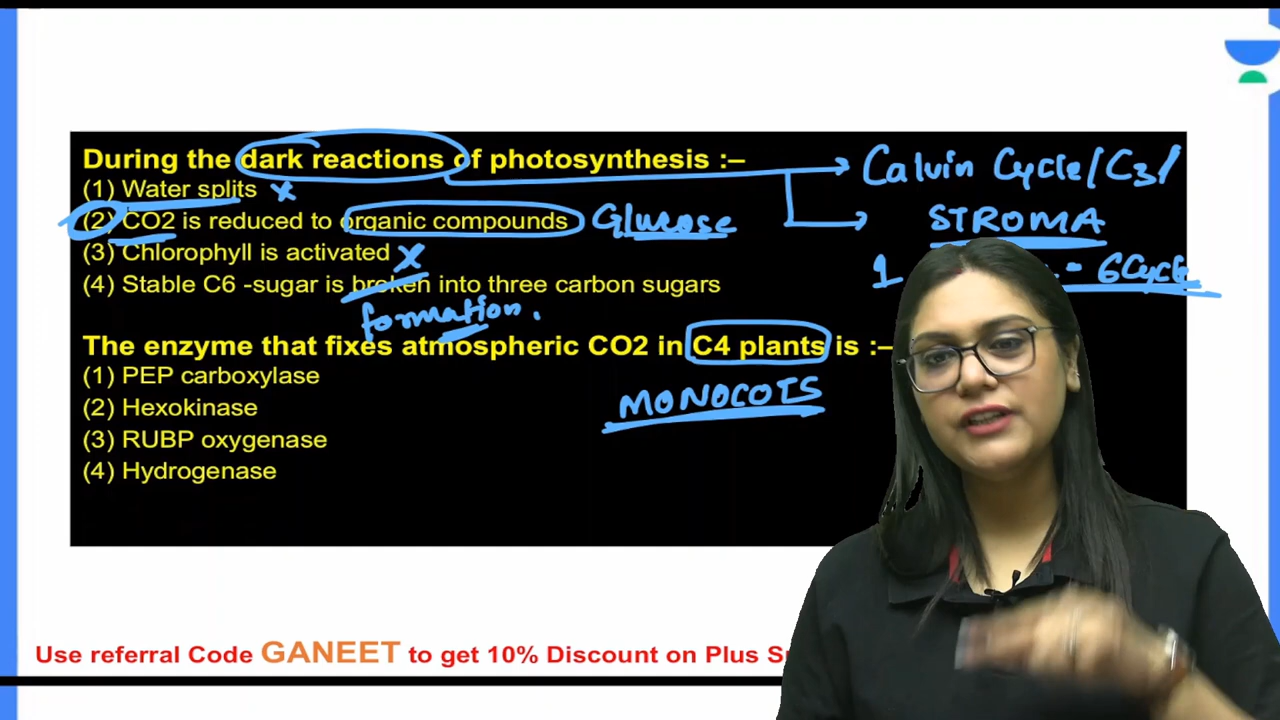 During the dark reactions of photosynthesis :–
Calvin Cycle/C3/
(1) Water splits x
(2) CO2 is reduced to organic compounds Glucose
STROMA
(3) Chlorophyll is activated x
1 - 6 Cycle
(4) Stable C6 -sugar is broken into three carbon sugars
formation.
The enzyme that fixes atmospheric CO2 in C4 plants is :–
(1) PEP carboxylase
MONOCOTS
(2) Hexokinase
(3) RUBP oxygenase
(4) Hydrogenase
Use referral Code GANEET to get 10% Discount on Plus